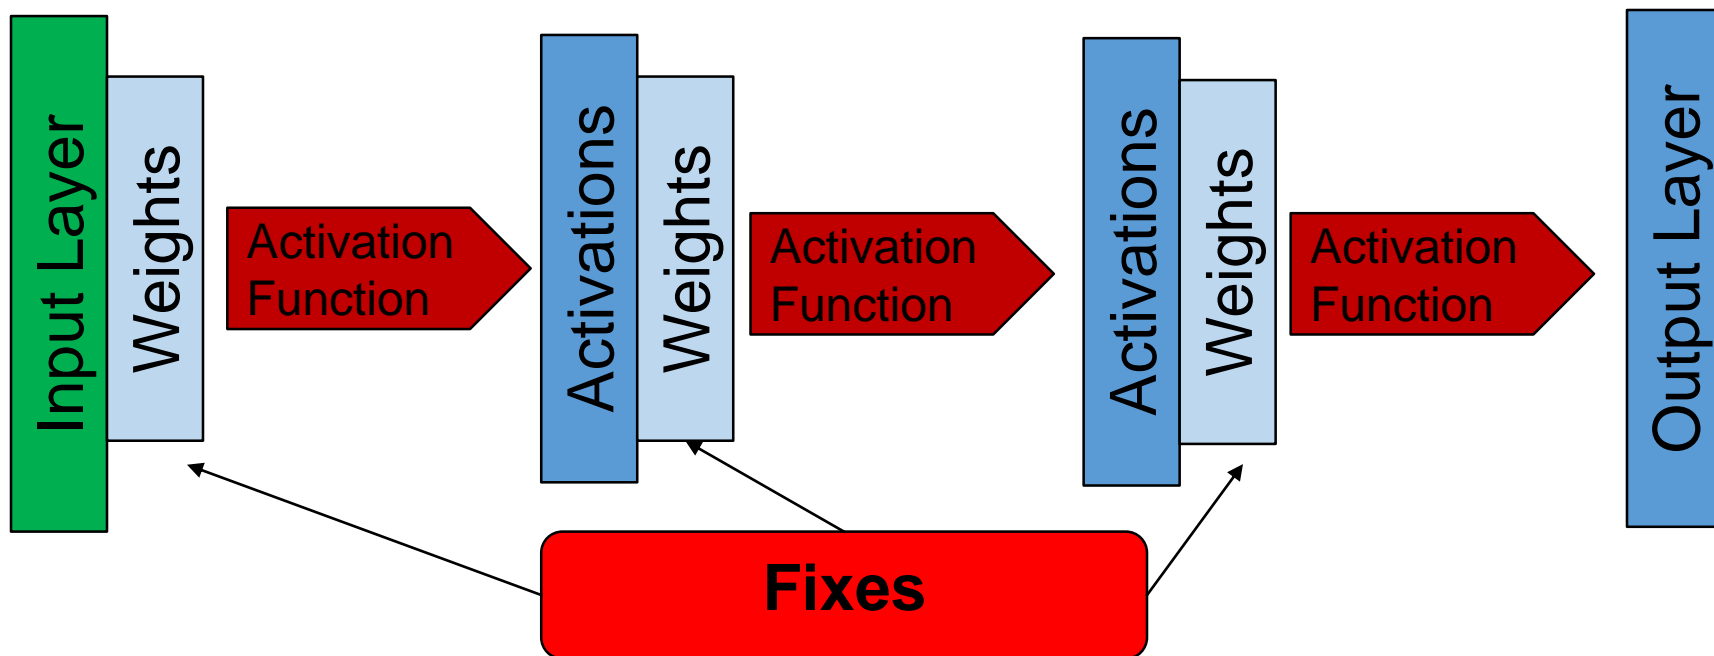 Input Layer
Weights
Activation
Function
Activations
Weights
Activation
Function
Activations
Weights
Activation
Function
Output Layer
Fixes